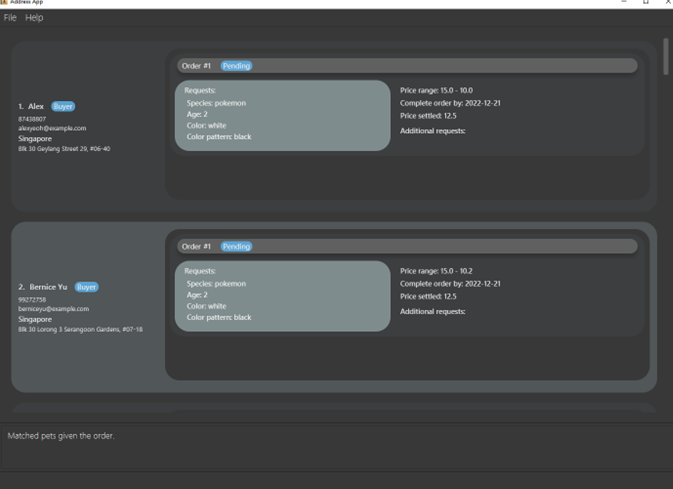 Address App
File Help
1. Alex Buyer
87438807
alexyeoh@example.com
Singapore
Blk 30 Geylang Street 29, #06-40
Order #1 Pending
Requests:
Species: pokemon
Age: 2
Color: white
Color pattern: black
Price range: 15.0 - 10.0
Complete order by: 2022-12-21
Price settled: 12.5
Additional requests:
2. Bernice Yu Buyer
99272758
berniceyu@example.com
Singapore
Blk 30 Lorong 3 Serangoon Gardens, #07-18
Order #1 Pending
Requests:
Species: pokemon
Age: 2
Color: white
Color pattern: black
Price range: 15.0 - 10.2
Complete order by: 2022-12-21
Price settled: 12.5
Additional requests:
Matched pets given the order.